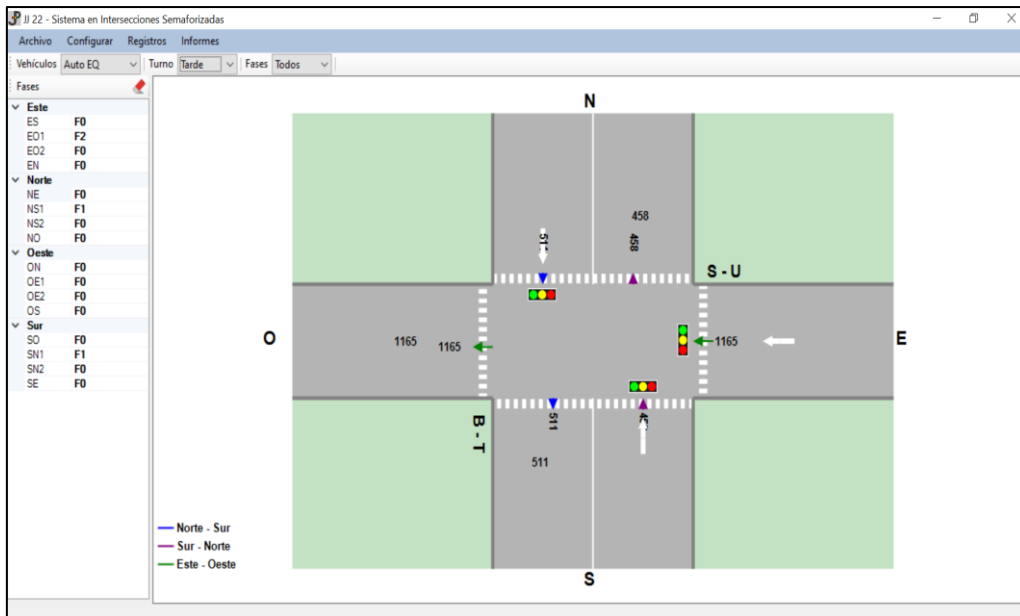 JJ 22 - Sistema en Intersecciones Semaforizadas
Archivo Configurar Registros Informes
Vehículos Auto EQ Turno Tarde Fases Todos
Fases
Este
ES F0
EO1 F2
EO2 F0
EN F0
Norte
NE F0
NS1 F1
NS2 F0
NO F0
Oeste
ON F0
OE1 F0
OE2 F0
OS F0
Sur
SO F0
SN1 F1
SN2 F0
SE F0
N
458
458
S - U
O
1165
1165
1165
E
B - T
511
511
S
Norte - Sur
Sur - Norte
Este - Oeste